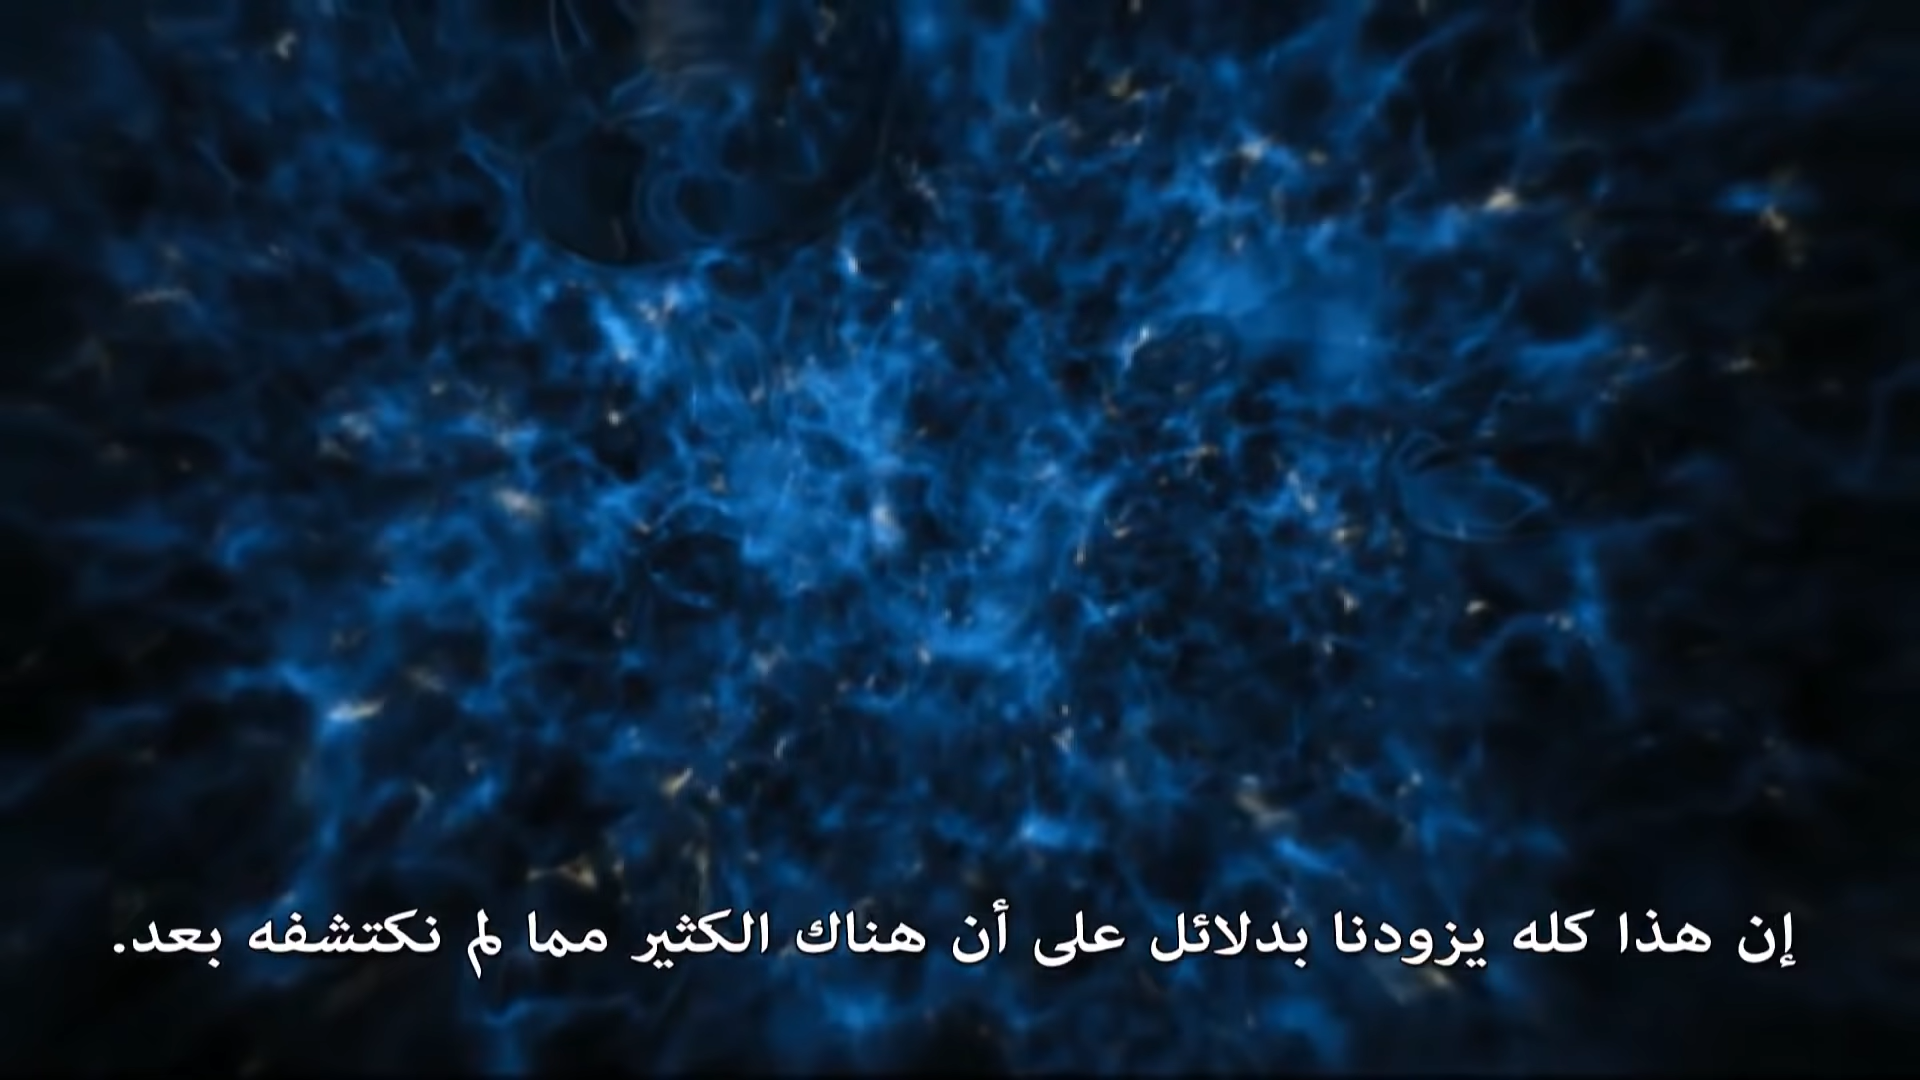 إن هذا كله يزودنا بدلائل على أن هناك الكثير مما لم نكتشفه بعد.